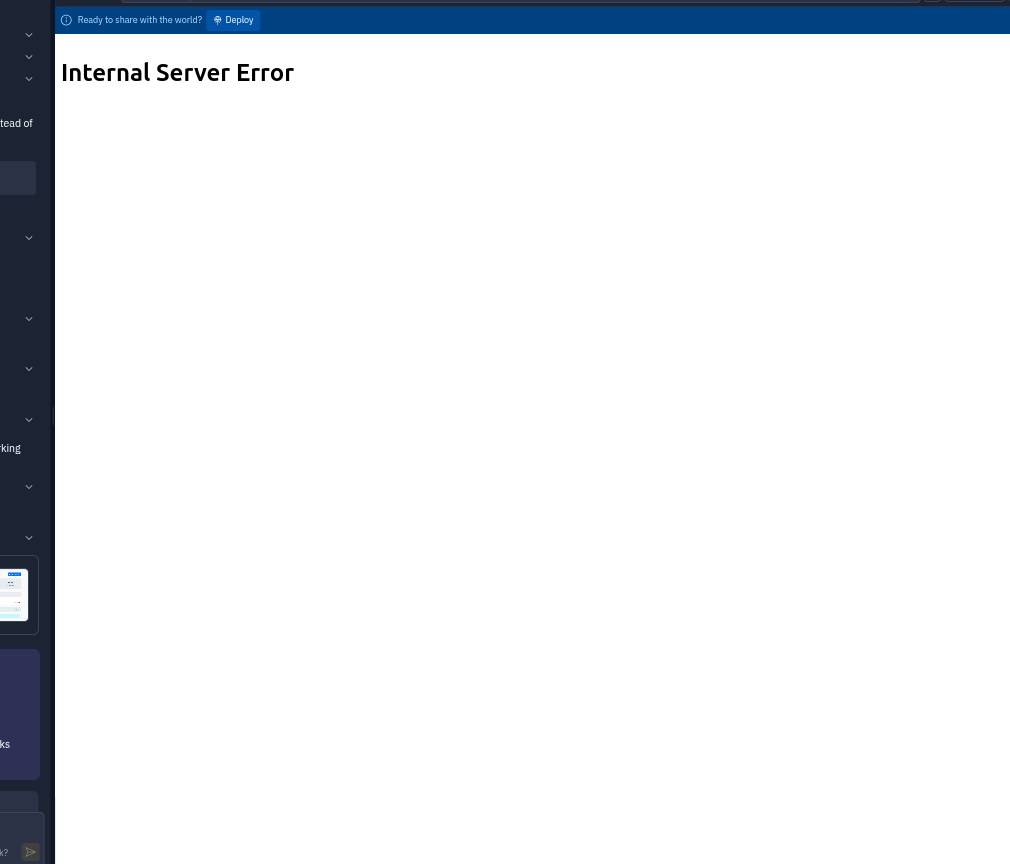 Ready to share with the world? Deploy
Internal Server Error
tead of
rking
ks
k?